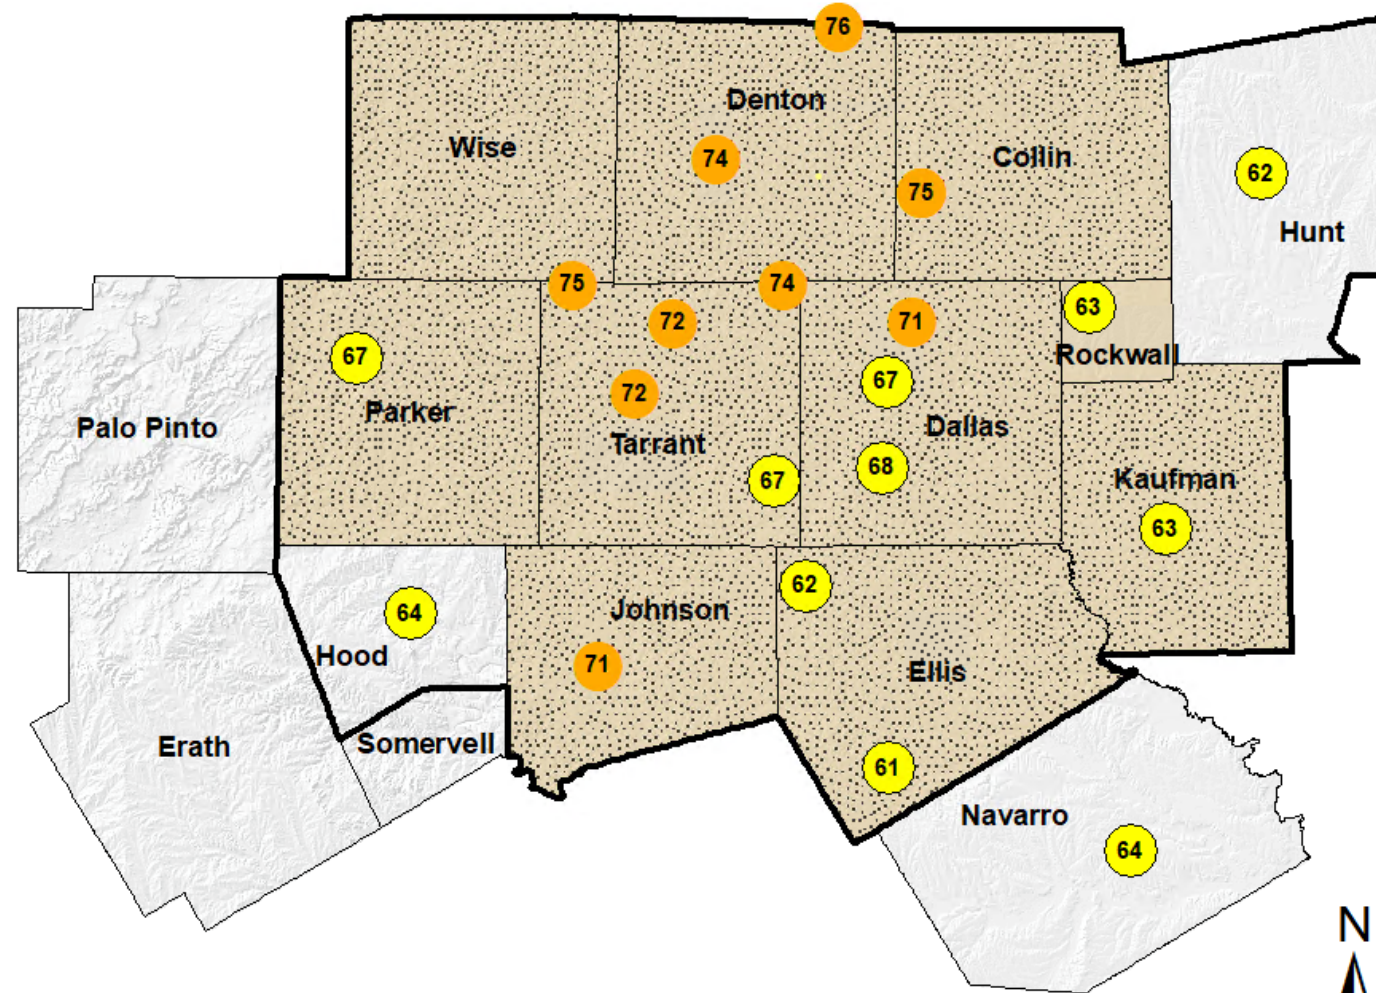 76
Denton
Wise
74
Collin
75
62
Hunt
75
74
63
72
71
Rockwall
67
67
72
Parker
Palo Pinto
Tarrant
Dallas
68
67
Kaufman
63
62
64
Johnson
Hood
71
Ellis
Somervell
Erath
61
Navarro
64
N